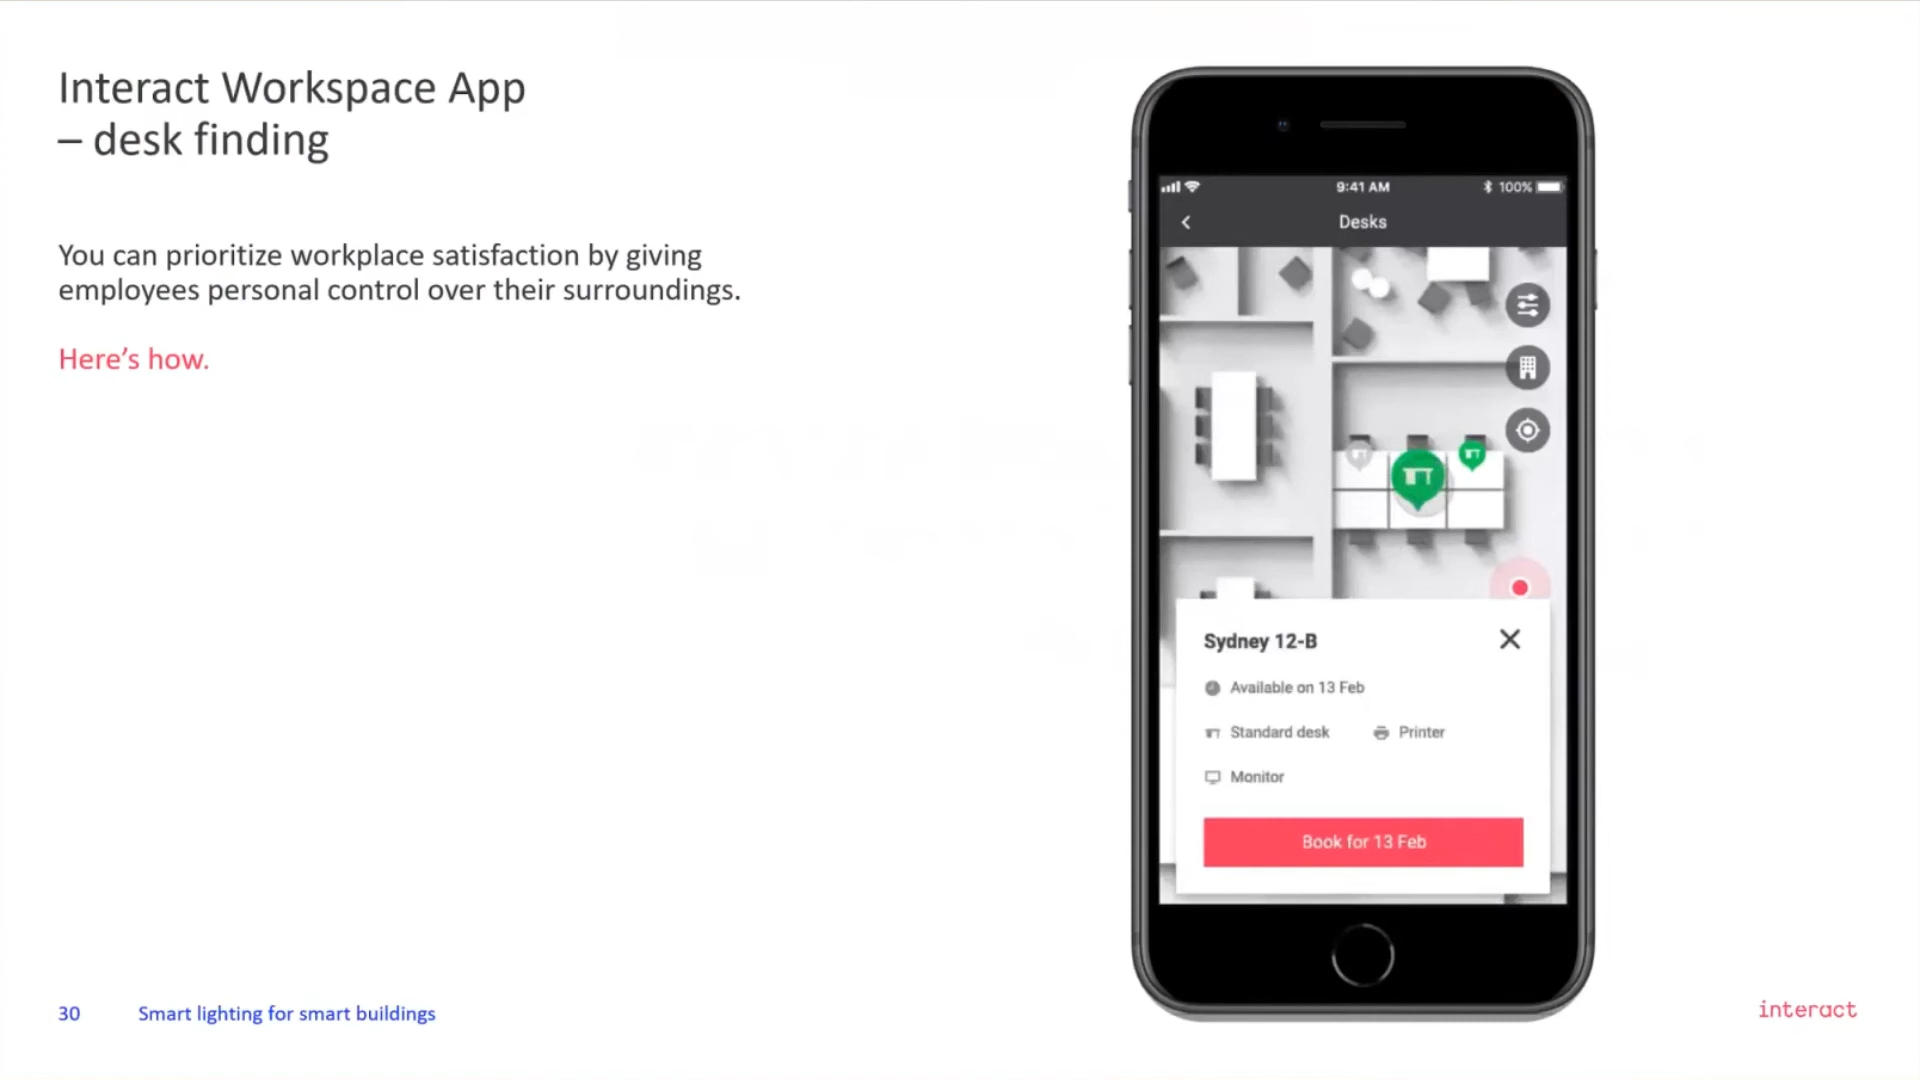 Interact Workspace App
– desk finding
You can prioritize workplace satisfaction by giving
employees personal control over their surroundings.
Here’s how.
9:41 AM
100%
Desks
Sydney 12-B
Available on 13 Feb
Standard desk
Printer
Monitor
Book for 13 Feb
30
Smart lighting for smart buildings
interact